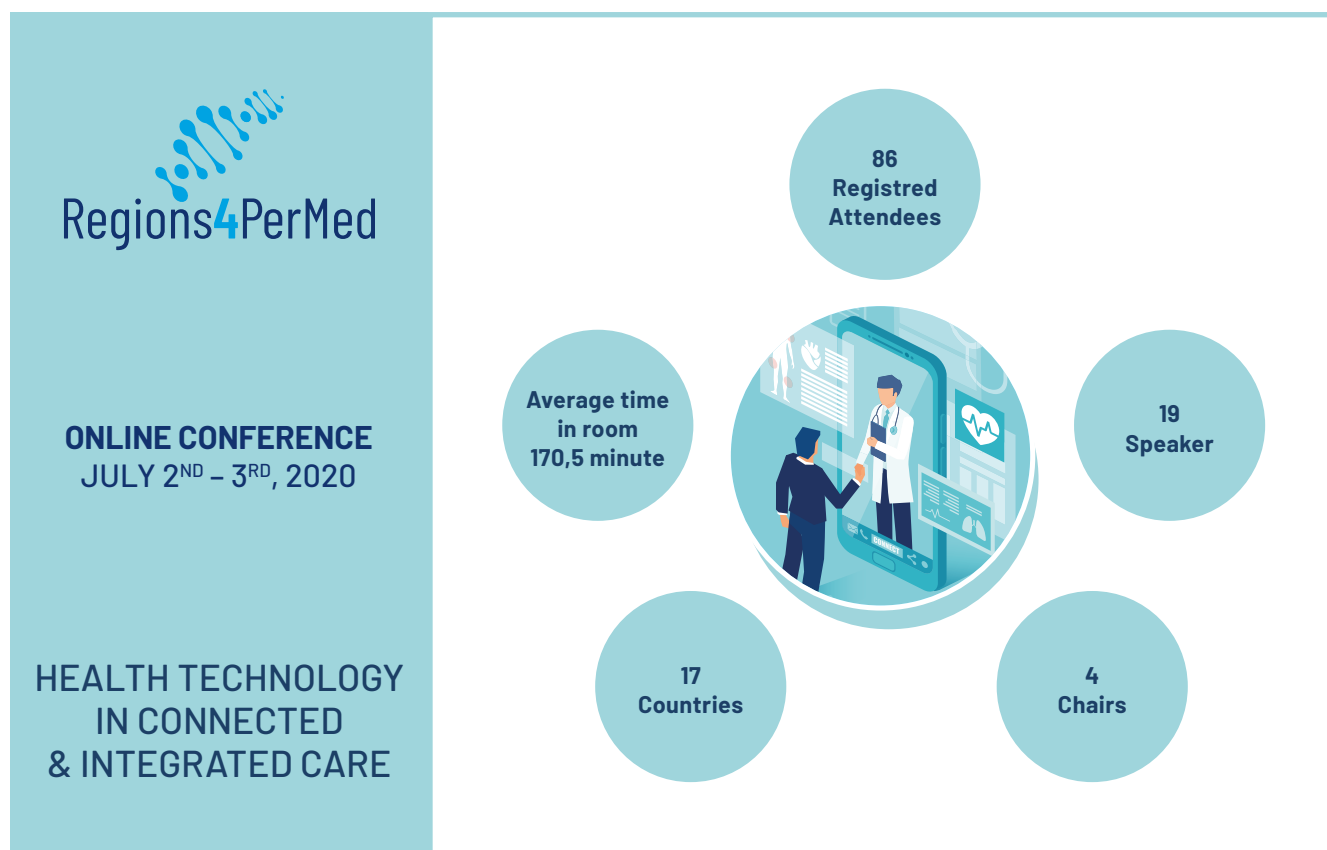 Regions4PerMed
ONLINE CONFERENCE
JULY 2ND – 3RD, 2020
HEALTH TECHNOLOGY
IN CONNECTED
& INTEGRATED CARE
86
Registred
Attendees
Average time
in room
170,5 minute
19
Speaker
CONNECT
17
Countries
4
Chairs